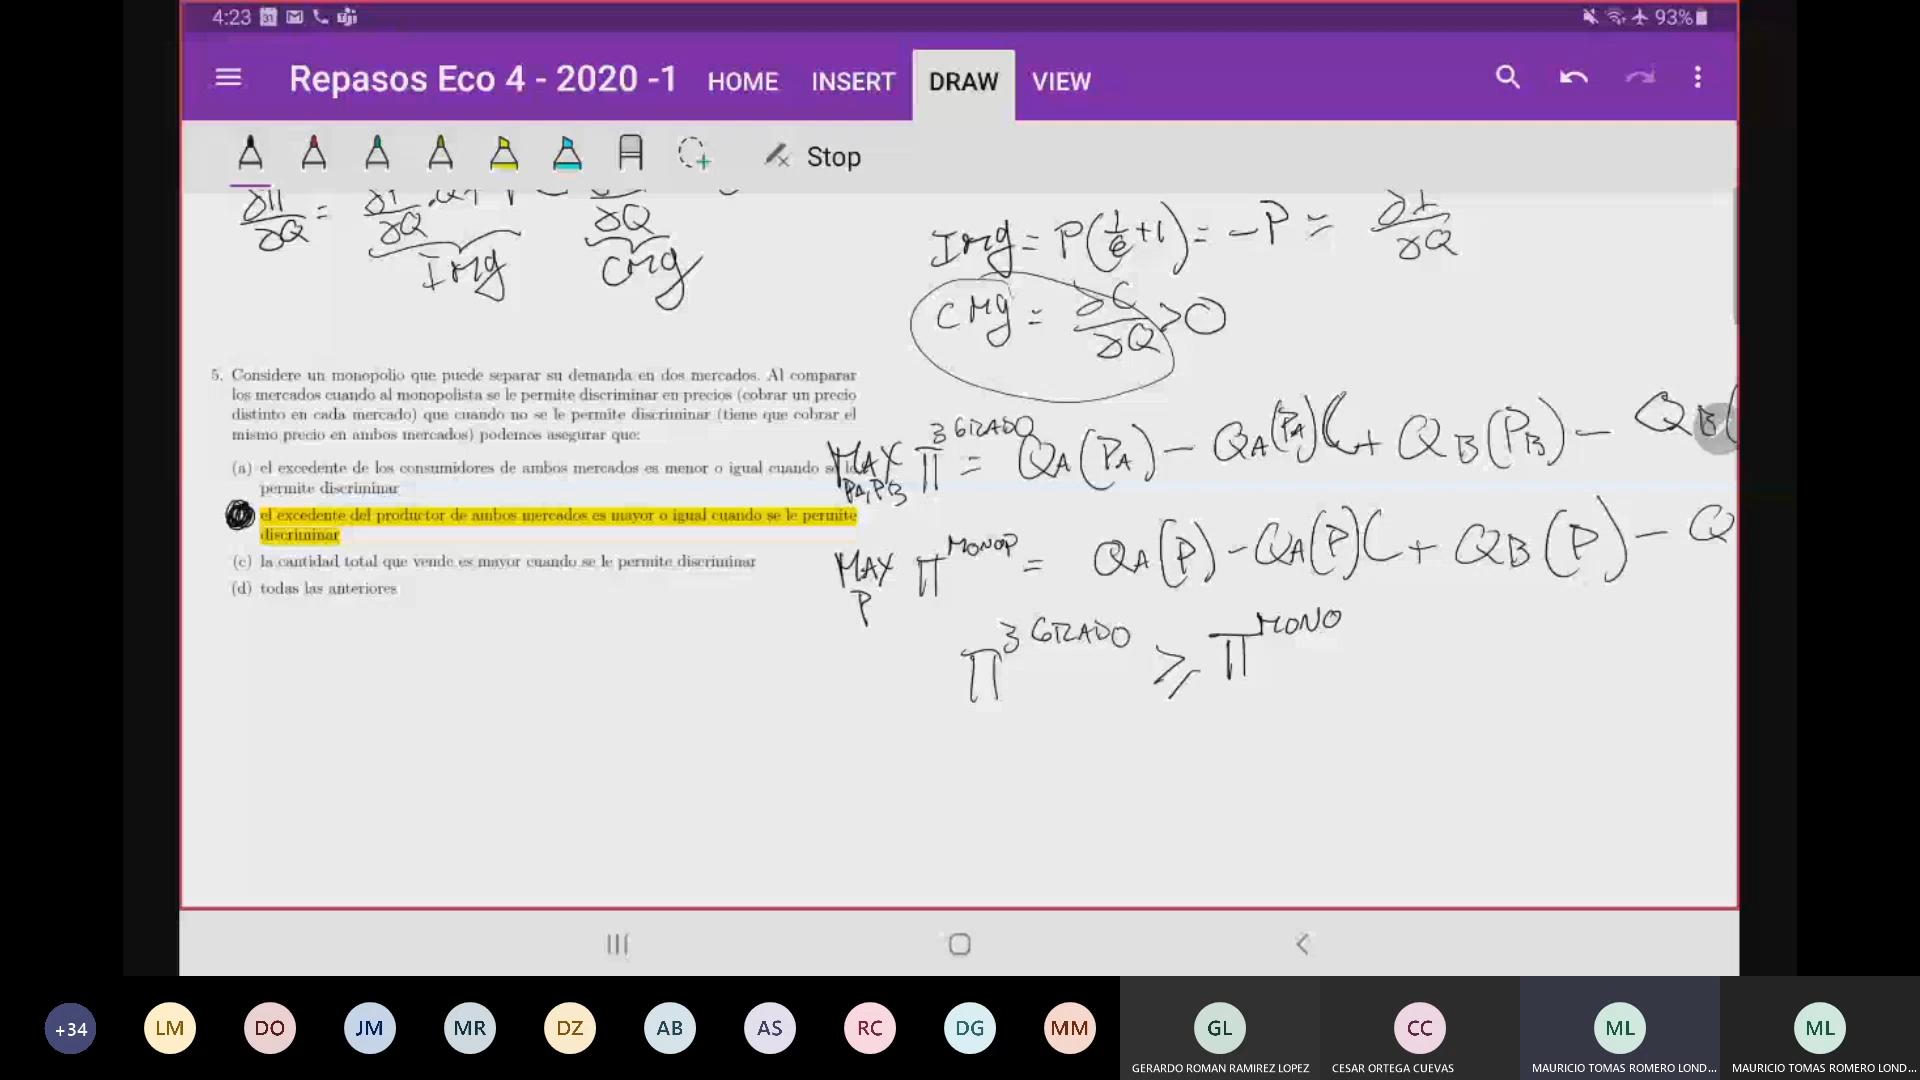 4:23 31 93%
Repasos Eco 4 - 2020 -1 HOME INSERT DRAW VIEW
Stop
∂Π/∂Q =
∂Q
∂Q
Img
CMg
Img = P(1/e + 1) = -P =
∂Q
CMg = ∂C/∂Q > 0
5. Considere un monopolio que puede separar su demanda en dos mercados. Al comparar
los mercados cuando al monopolista se le permite discriminar en precios (cobrar un precio
distinto en cada mercado) que cuando no se le permite discriminar (tiene que cobrar el
mismo precio en ambos mercados) podemos asegurar que:
(a) el excedente de los consumidores de ambos mercados es menor o igual cuando se le
permite discriminar
el excedente del productor de ambos mercados es mayor o igual cuando se le permite
discriminar
(c) la cantidad total que vende es mayor cuando se le permite discriminar
(d) todas las anteriores
MAX PA, PB Π 3 GRADO = QA(PA) - QA(PA)C + QB(PB) - QB(
MAX P Π MONOP = QA(P) - QA(P)C + QB(P) - Q
Π 3 GRADO ≥ Π MONO
+34 LM DO JM MR DZ AB AS RC DG MM GL CC ML ML
GERARDO ROMAN RAMIREZ LOPEZ CESAR ORTEGA CUEVAS MAURICIO TOMAS ROMERO LOND... MAURICIO TOMAS ROMERO LOND...